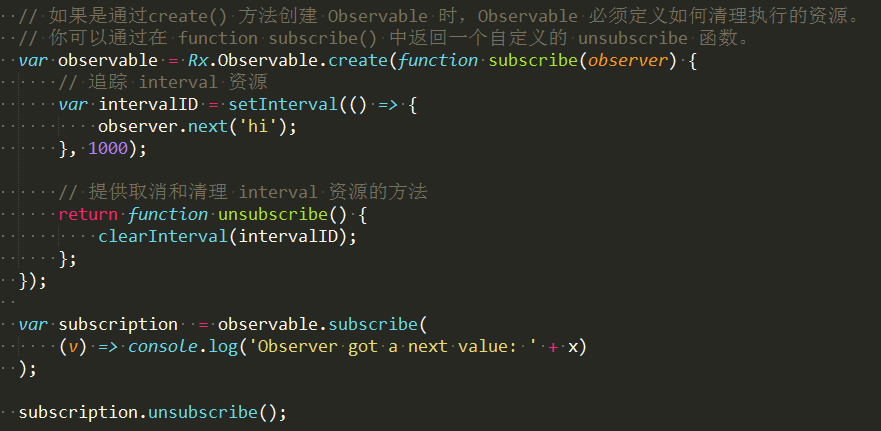 // 如果是通过create() 方法创建 Observable 时，Observable 必须定义如何清理执行的资源。
// 你可以通过在 function subscribe() 中返回一个自定义的 unsubscribe 函数。
var observable = Rx.Observable.create(function subscribe(observer) {
// 追踪 interval 资源
var intervalID = setInterval(() => {
observer.next('hi');
}, 1000);
// 提供取消和清理 interval 资源的方法
return function unsubscribe() {
clearInterval(intervalID);
};
});
var subscription = observable.subscribe(
(v) => console.log('Observer got a next value: ' + x)
);
subscription.unsubscribe();